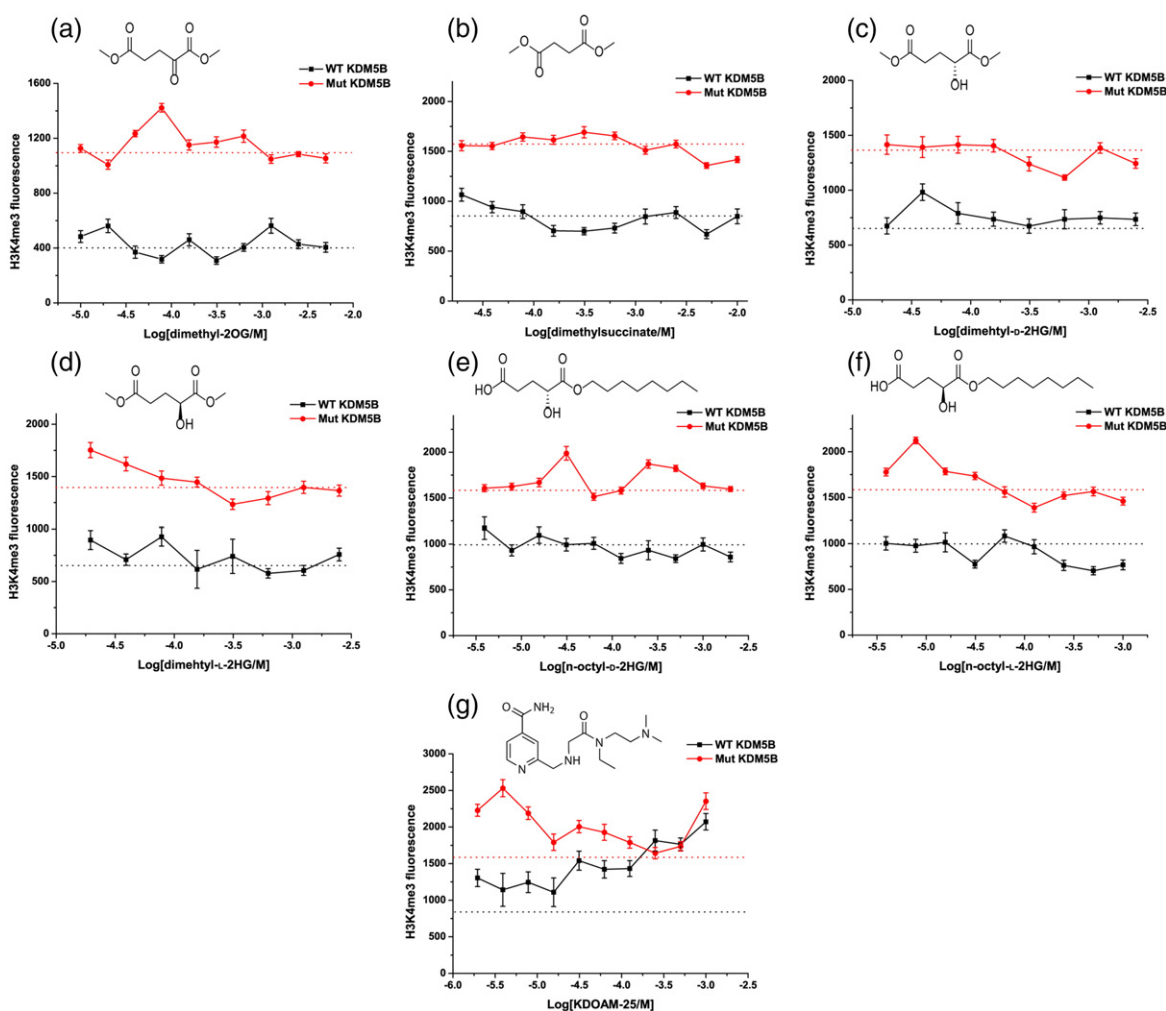 (a)
O
O
O
O
O
WT KDM5B
Mut KDM5B
1600
1200
800
400
0
H3K4me3 fluorescence
-5.0 -4.5 -4.0 -3.5 -3.0 -2.5 -2.0
Log[dimethyl-2OG/M]
(b)
O
O
O
O
WT KDM5B
Mut KDM5B
2000
1500
1000
500
0
H3K4me3 fluorescence
-4.5 -4.0 -3.5 -3.0 -2.5 -2.0
Log[dimethylsuccinate/M]
(c)
O
O
O
O
OH
WT KDM5B
Mut KDM5B
2000
1500
1000
500
0
H3K4me3 fluorescence
-5.0 -4.5 -4.0 -3.5 -3.0 -2.5
Log[dimehtyl-D-2HG/M]
(d)
O
O
O
O
OH
WT KDM5B
Mut KDM5B
2000
1500
1000
500
0
H3K4me3 fluorescence
-5.0 -4.5 -4.0 -3.5 -3.0 -2.5
Log[dimehtyl-L-2HG/M]
(e)
O
O
HO
O
OH
WT KDM5B
Mut KDM5B
2000
1500
1000
500
0
H3K4me3 fluorescence
-5.5 -5.0 -4.5 -4.0 -3.5 -3.0
Log[n-octyl-D-2HG/M]
(f)
O
O
HO
O
OH
WT KDM5B
Mut KDM5B
2000
1500
1000
500
0
H3K4me3 fluorescence
-5.5 -5.0 -4.5 -4.0 -3.5 -3.0
Log[n-octyl-L-2HG/M]
(g)
O
NH2
O
N
N
NH
N
WT KDM5B
Mut KDM5B
3000
2500
2000
1500
1000
500
0
H3K4me3 fluorescence
-6.0 -5.5 -5.0 -4.5 -4.0 -3.5 -3.0 -2.5
Log[KDOAM-25/M]